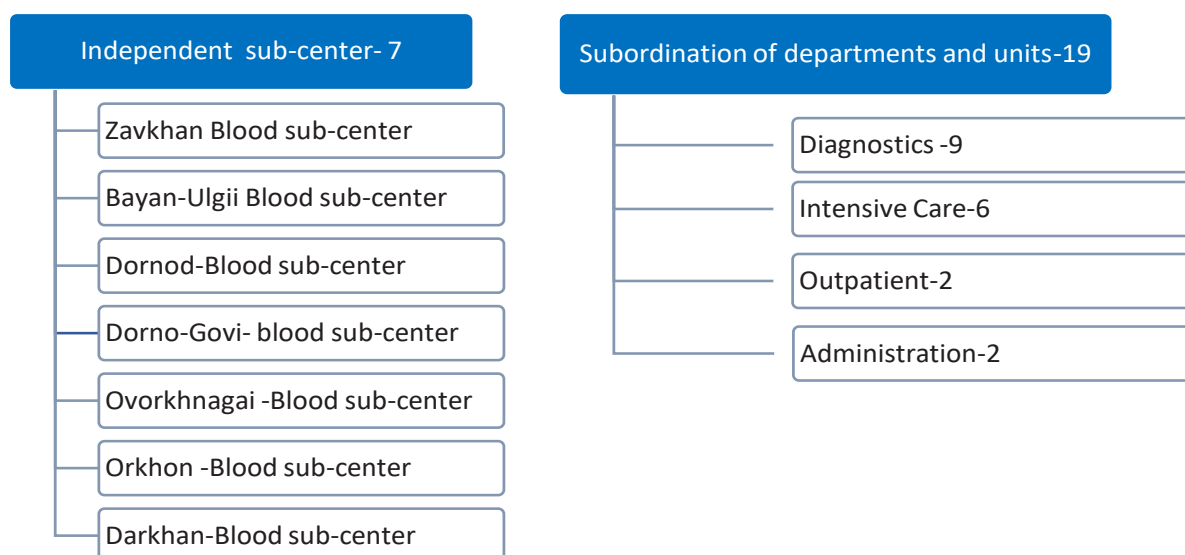 Independent sub-center- 7
Zavkhan Blood sub-center
Bayan-Ulgii Blood sub-center
Dornod-Blood sub-center
Dorno-Govi- blood sub-center
Ovorkhnagai -Blood sub-center
Orkhon -Blood sub-center
Darkhan-Blood sub-center
Subordination of departments and units-19
Diagnostics -9
Intensive Care-6
Outpatient-2
Administration-2